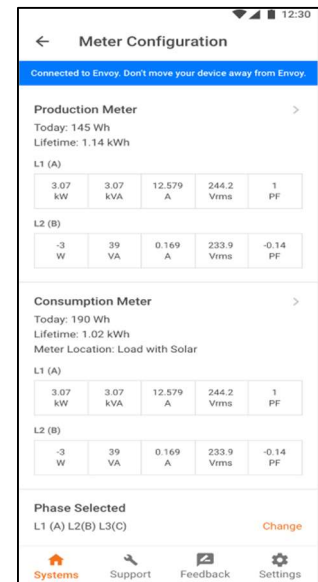 12:30
Meter Configuration
Connected to Envoy. Don't move your device away from Envoy.
Production Meter
Today: 145 Wh
Lifetime: 1.14 kWh
L1 (A)
3.07 3.07 12.579 244.2 1
kW kVA A Vrms PF
L2 (B)
-3 39 0.169 233.9 -0.14
W VA A Vrms PF
Consumption Meter
Today: 190 Wh
Lifetime: 1.02 kWh
Meter Location: Load with Solar
L1 (A)
3.07 3.07 12.579 244.2 1
kW kVA A Vrms PF
L2 (B)
-3 39 0.169 233.9 -0.14
W VA A Vrms PF
Phase Selected
L1 (A) L2(B) L3(C) Change
Systems Support Feedback Settings